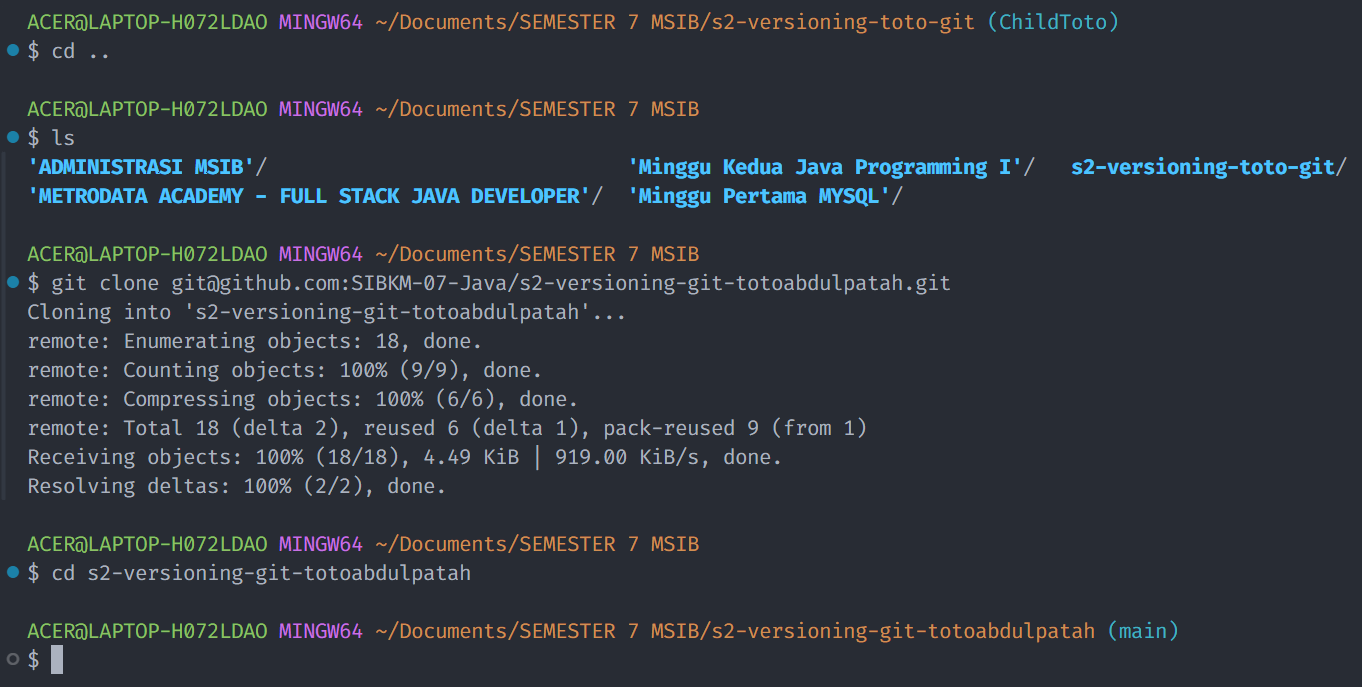 ACER@LAPTOP-H072LDAO MINGW64 ~/Documents/SEMESTER 7 MSIB/s2-versioning-toto-git (ChildToto)
$ cd ..
ACER@LAPTOP-H072LDAO MINGW64 ~/Documents/SEMESTER 7 MSIB
$ ls
'ADMINISTRASI MSIB'/ 'Minggu Kedua Java Programming I'/ s2-versioning-toto-git/
'METRODATA ACADEMY - FULL STACK JAVA DEVELOPER'/ 'Minggu Pertama MYSQL'/
ACER@LAPTOP-H072LDAO MINGW64 ~/Documents/SEMESTER 7 MSIB
$ git clone git@github.com:SIBKM-07-Java/s2-versioning-git-totoabdulpatah.git
Cloning into 's2-versioning-git-totoabdulpatah'...
remote: Enumerating objects: 18, done.
remote: Counting objects: 100% (9/9), done.
remote: Compressing objects: 100% (6/6), done.
remote: Total 18 (delta 2), reused 6 (delta 1), pack-reused 9 (from 1)
Receiving objects: 100% (18/18), 4.49 KiB | 919.00 KiB/s, done.
Resolving deltas: 100% (2/2), done.
ACER@LAPTOP-H072LDAO MINGW64 ~/Documents/SEMESTER 7 MSIB
$ cd s2-versioning-git-totoabdulpatah
ACER@LAPTOP-H072LDAO MINGW64 ~/Documents/SEMESTER 7 MSIB/s2-versioning-git-totoabdulpatah (main)
$